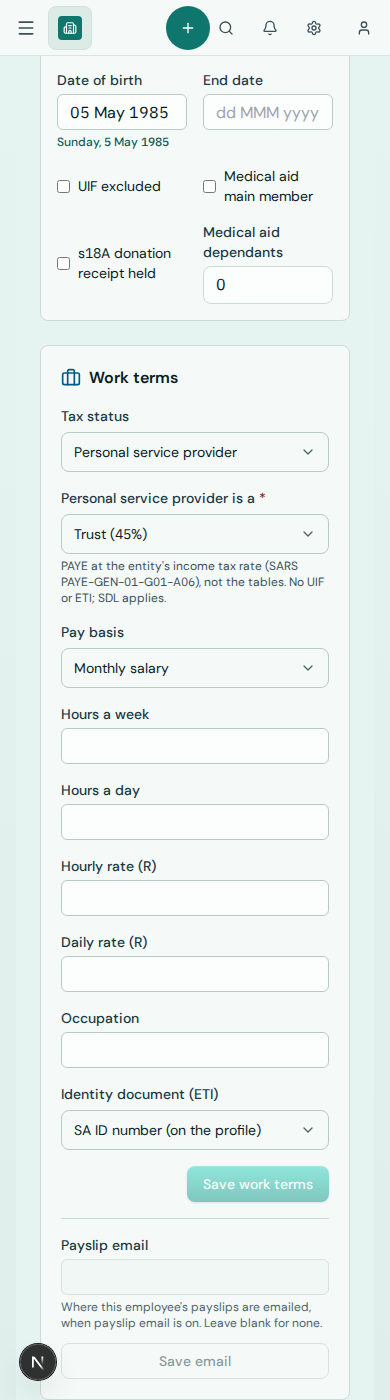 Date of birth
End date
05 May 1985
dd MMM yyyy
Sunday, 5 May 1985
UIF excluded
Medical aid
main member
s18A donation
receipt held
Medical aid
dependants
0
Work terms
Tax status
Personal service provider
Personal service provider is a *
Trust (45%)
PAYE at the entity's income tax rate (SARS
PAYE-GEN-01-G01-A06), not the tables. No UIF
or ETI; SDL applies.
Pay basis
Monthly salary
Hours a week
Hours a day
Hourly rate (R)
Daily rate (R)
Occupation
Identity document (ETI)
SA ID number (on the profile)
Save work terms
Payslip email
Where this employee's payslips are emailed,
when payslip email is on. Leave blank for none.
N
Save email